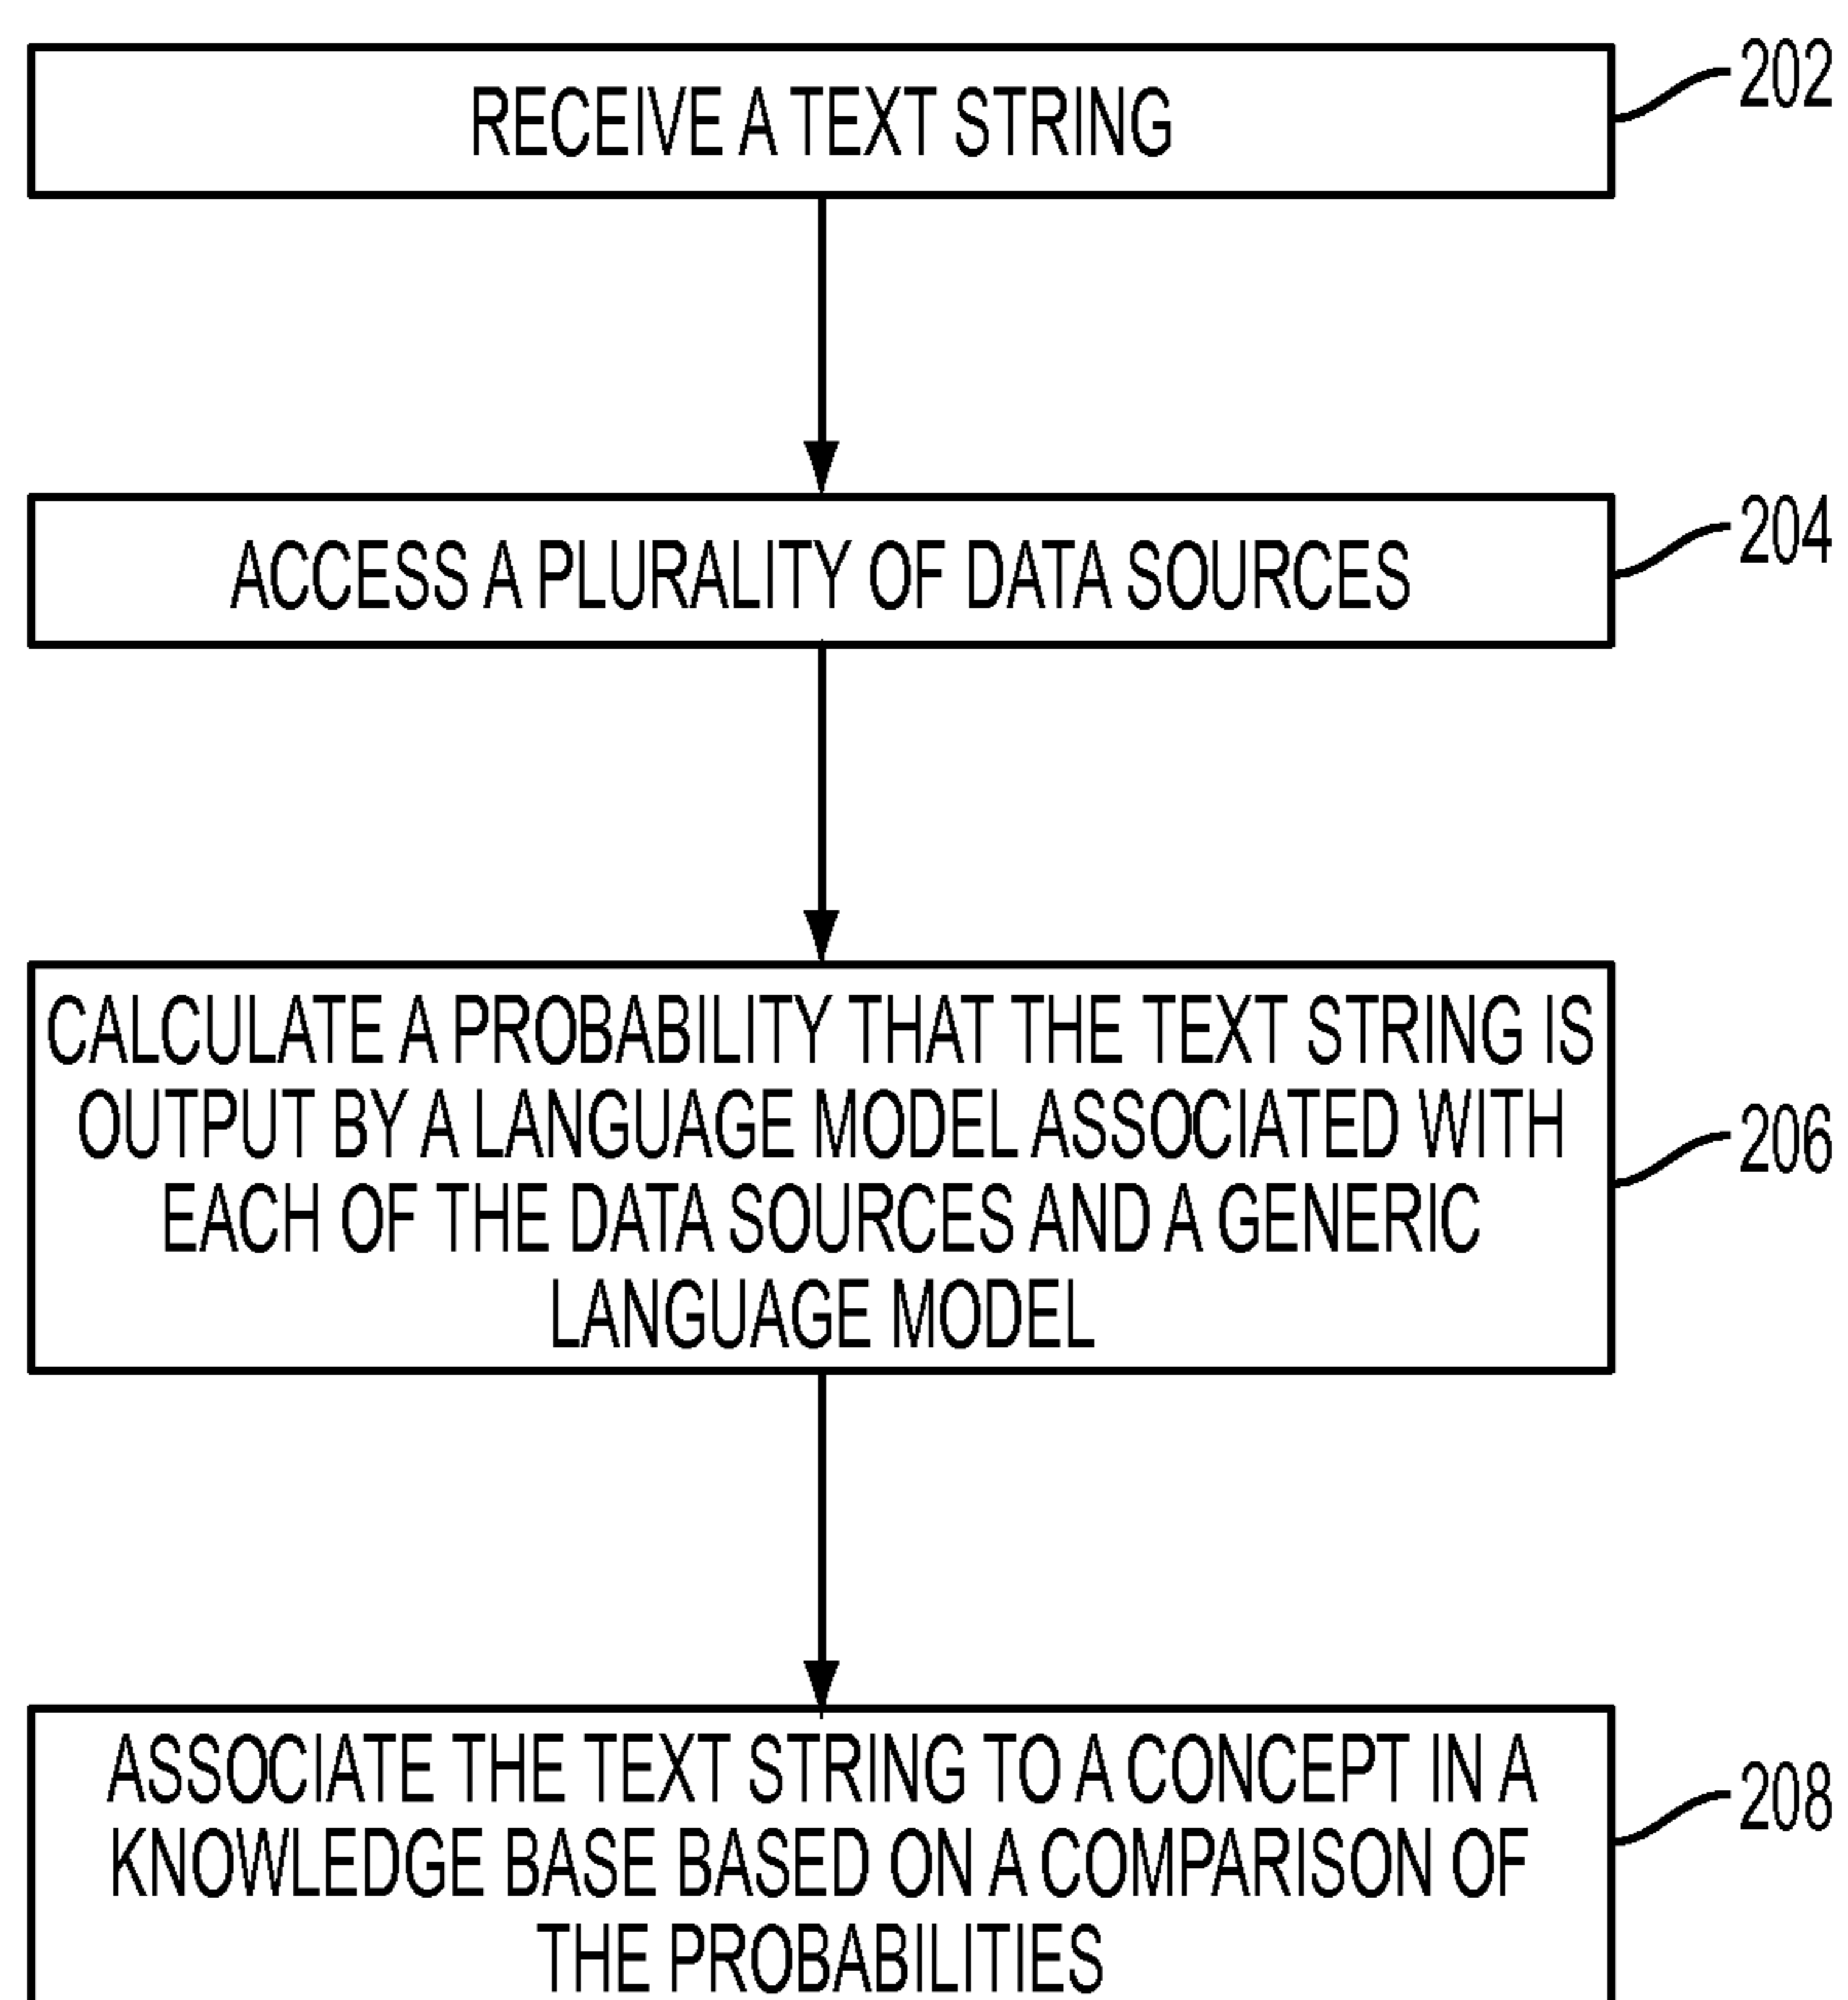 RECEIVE A TEXT STRING
202
ACCESS A PLURALITY OF DATA SOURCES
204
CALCULATE A PROBABILITY THAT THE TEXT STRING IS
OUTPUT BY A LANGUAGE MODEL ASSOCIATED WITH
EACH OF THE DATA SOURCES AND A GENERIC
LANGUAGE MODEL
206
ASSOCIATE THE TEXT STRING TO A CONCEPT IN A
KNOWLEDGE BASE BASED ON A COMPARISON OF
THE PROBABILITIES
208